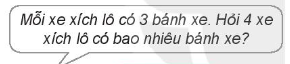 Mỗi xe xích lô có 3 bánh xe. Hỏi 4 xe
xích lô có bao nhiêu bánh xe?